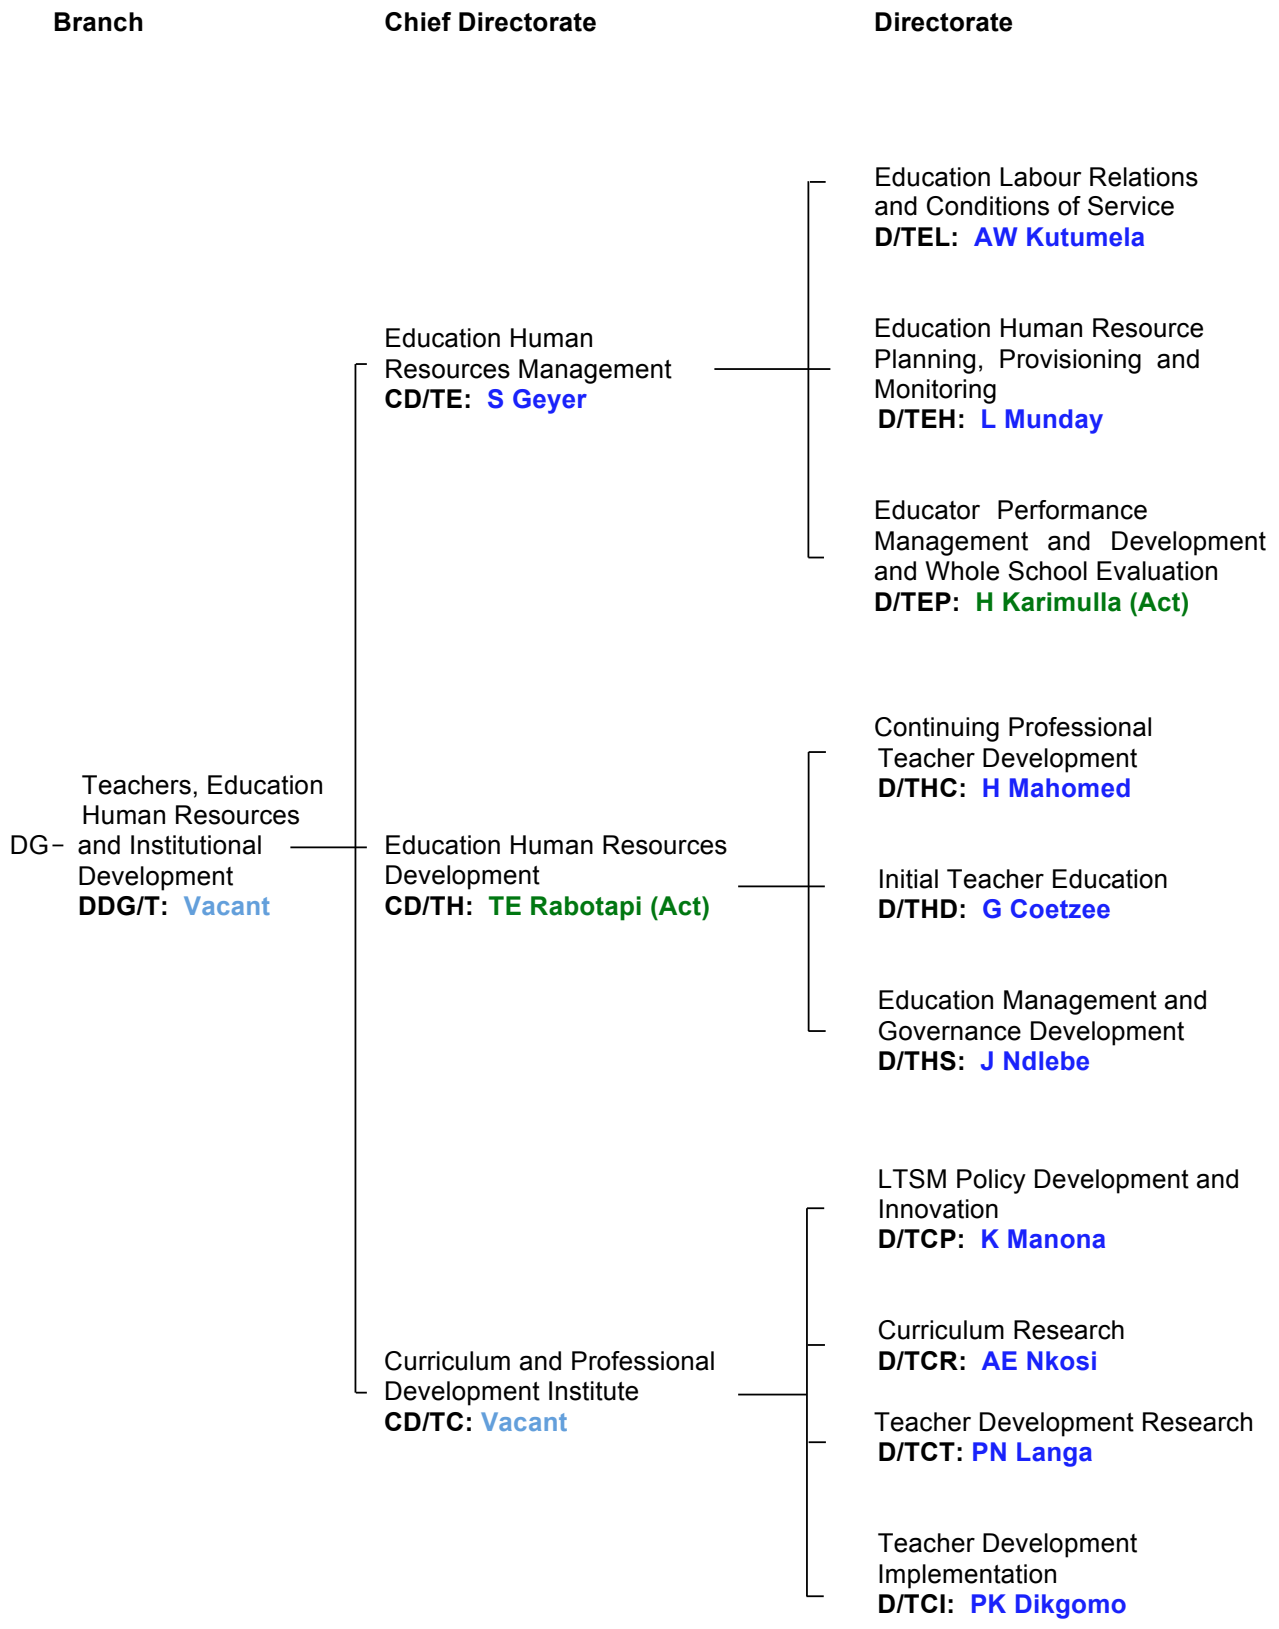 Branch
Chief Directorate
Directorate
DG
Teachers, Education
Human Resources
and Institutional
Development
DDG/T: Vacant
Education Human
Resources Management
CD/TE: S Geyer
Education Labour Relations
and Conditions of Service
D/TEL: AW Kutumela
Education Human Resource
Planning, Provisioning and
Monitoring
D/TEH: L Munday
Educator Performance
Management and Development
and Whole School Evaluation
D/TEP: H Karimulla (Act)
Education Human Resources
Development
CD/TH: TE Rabotapi (Act)
Continuing Professional
Teacher Development
D/THC: H Mahomed
Initial Teacher Education
D/THD: G Coetzee
Education Management and
Governance Development
D/THS: J Ndlebe
Curriculum and Professional
Development Institute
CD/TC: Vacant
LTSM Policy Development and
Innovation
D/TCP: K Manona
Curriculum Research
D/TCR: AE Nkosi
Teacher Development Research
D/TCT: PN Langa
Teacher Development
Implementation
D/TCI: PK Dikgomo